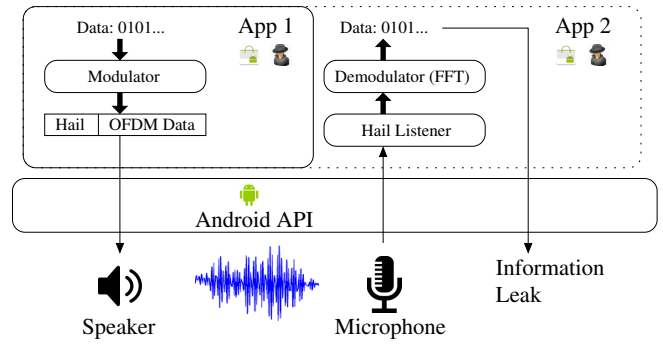 Data: 0101...
App 1
Modulator
Hail
OFDM Data
Data: 0101...
App 2
Demodulator (FFT)
Hail Listener
Android API
Speaker
Microphone
Information
Leak